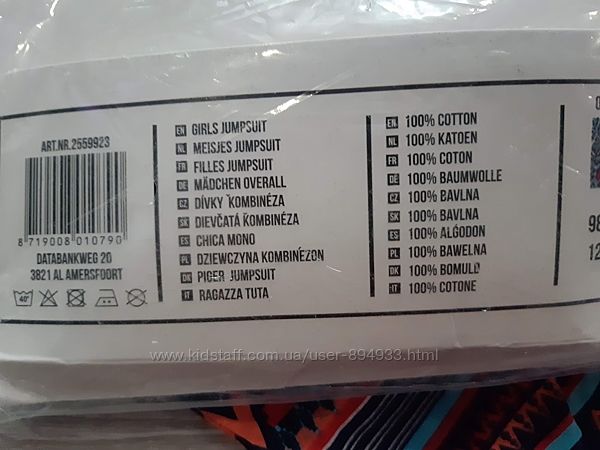 ART.NR.2559923
8 719008 010790
DATABANKWEG 20
3821 AL AMERSFOORT
40°
EN GIRLS JUMPSUIT
NL MEISJES JUMPSUIT
FR FILLES JUMPSUIT
DE MÄDCHEN OVERALL
CZ DÍVKY ˇKOMBINÉZA
SK DIEVČATÁ KOMBINÉZA
ES CHICA MONO
PL DZIEWCZYNA KOMBINEZON
DK PIGER JUMPSUIT
IT RAGAZZA TUTA
EN 100% COTTON
NL 100% KATOEN
FR 100% COTON
DE 100% BAUMWOLLE
CZ 100% BAVLNA
SK 100% BAVLNA
ES 100% ALGODON
PL 100% BAWELNA
DK 100% BOMULD
IT 100% COTONE
98
12
www.kidstaff.com.ua/user-894933.html